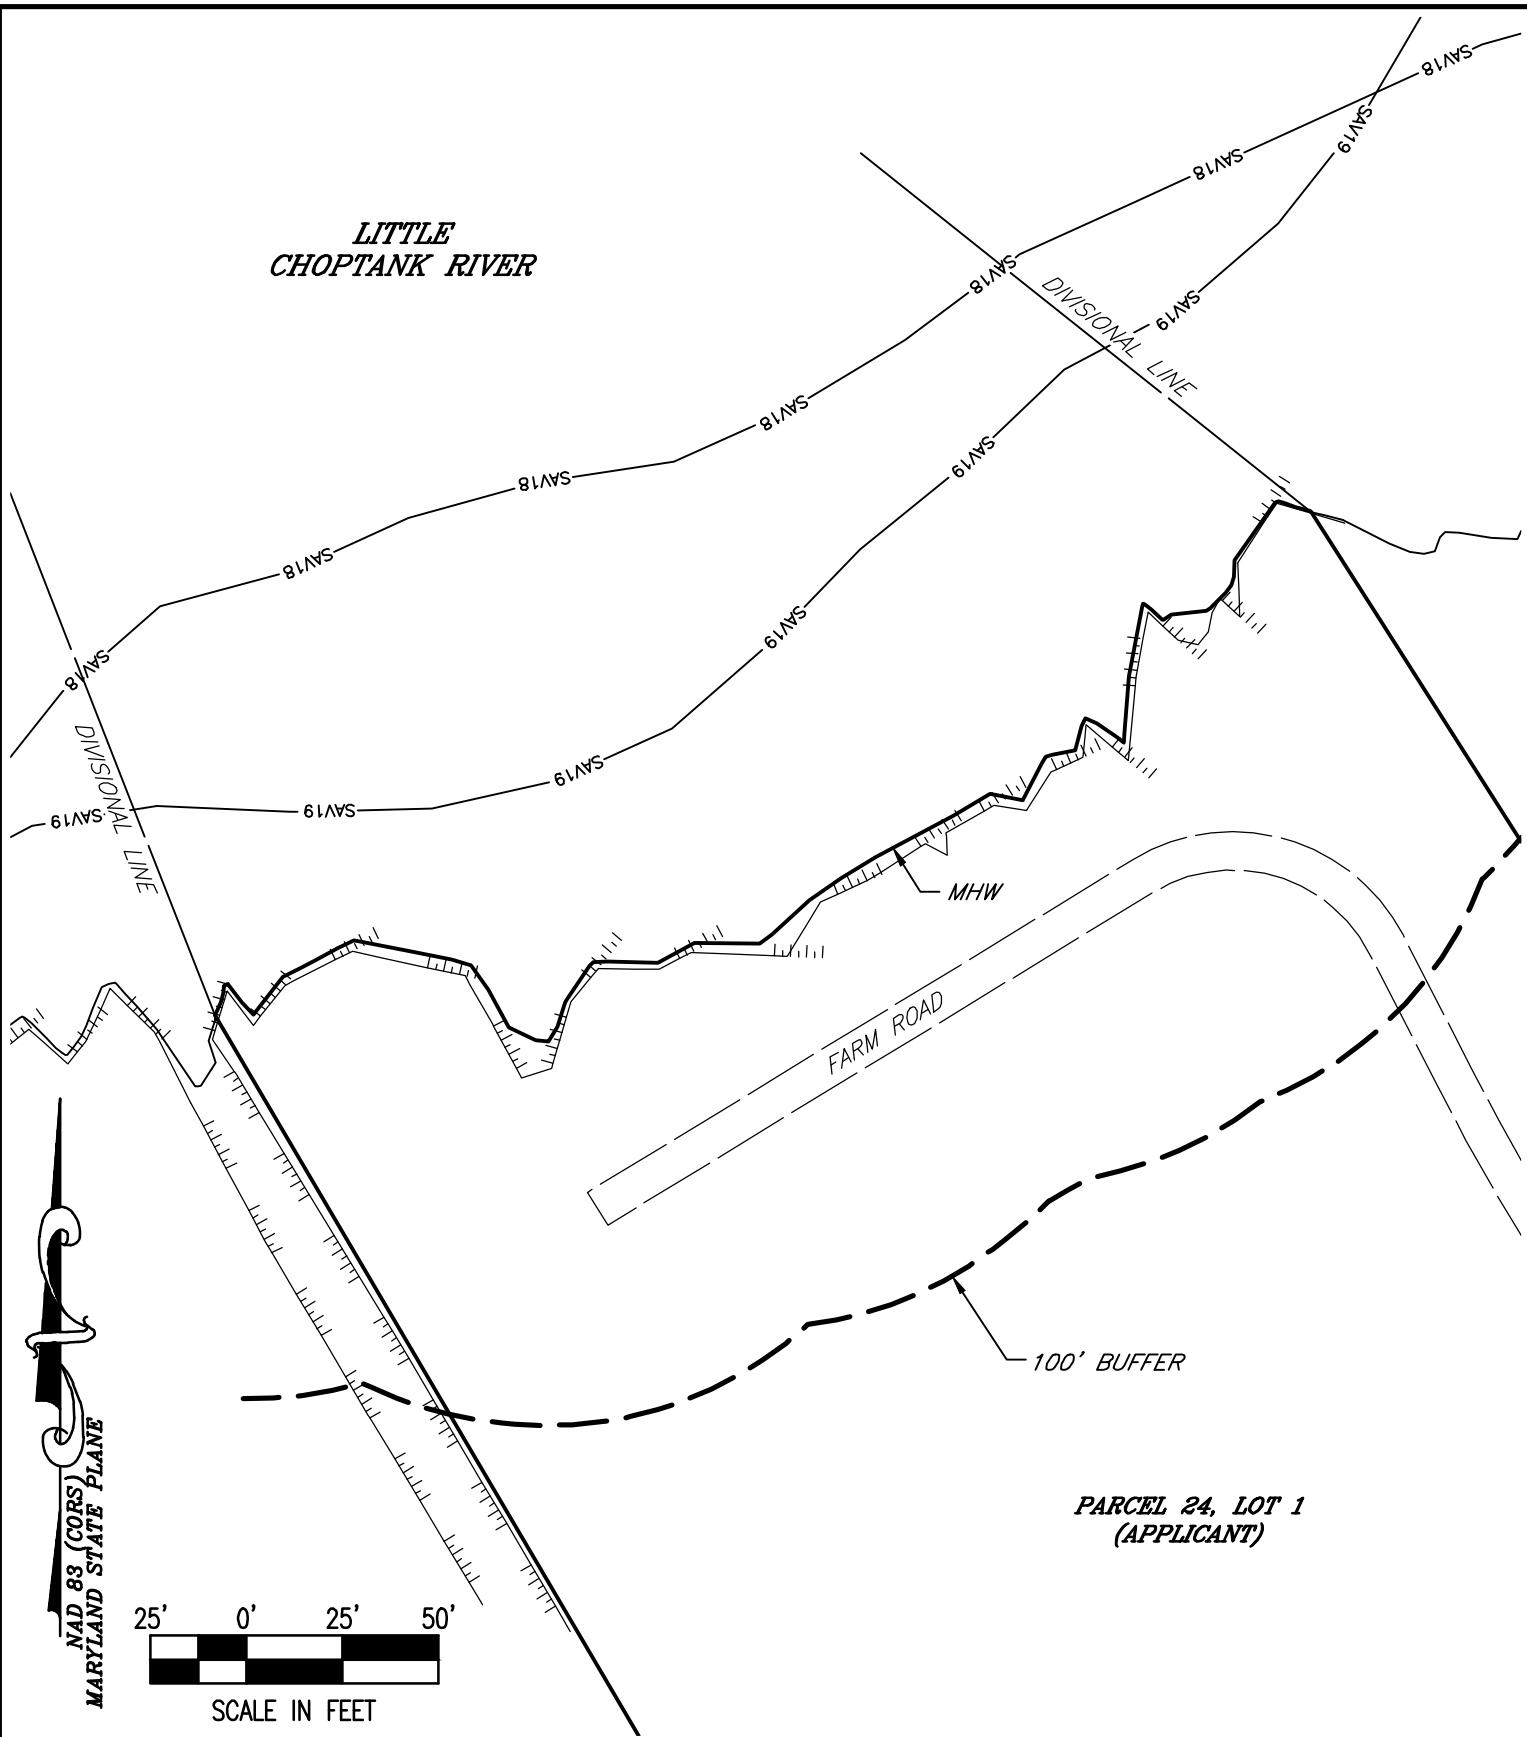 SAV18
SAV19
SAV18
LITTLE
CHOPTANK RIVER
SAV18
DIVISIONAL LINE
SAV19
SAV18
SAV19
SAV18
SAV18
SAV19
SAV18
DIVISIONAL LINE
SAV19
SAV19
SAV19
MHW
FARM ROAD
100' BUFFER
PARCEL 24, LOT 1
(APPLICANT)
NAD 83 (CORS)
MARYLAND STATE PLANE
25' 0' 25' 50'
SCALE IN FEET